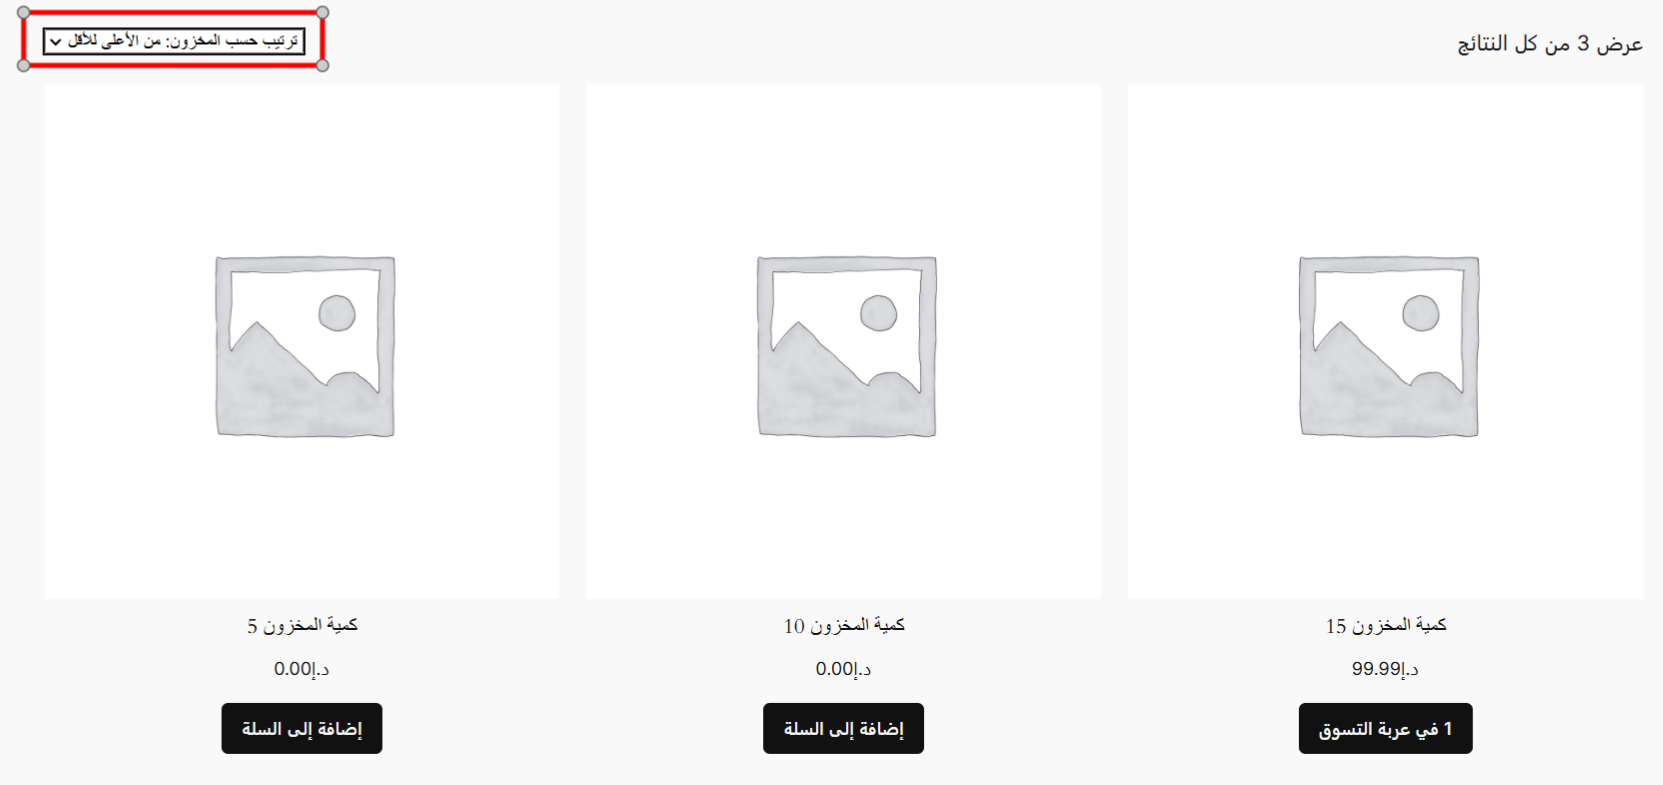 عرض 3 من كل النتائج
ترتيب حسب المخزون: من الأعلى للأقل
كمية المخزون 15
د.إ99.99
1 في عربة التسوق
كمية المخزون 10
د.إ0.00
إضافة إلى السلة
كمية المخزون 5
د.إ0.00
إضافة إلى السلة